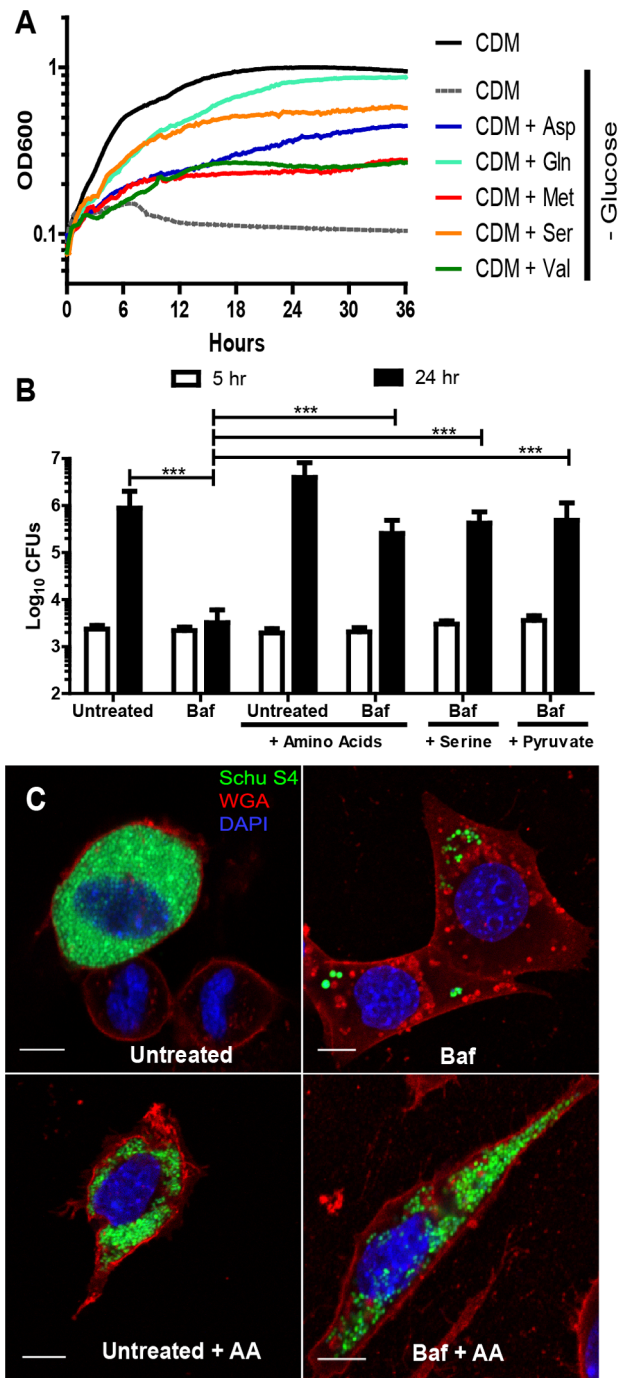 A
OD600
1
0.1
0 6 12 18 24 30 36
Hours
CDM
CDM
CDM + Asp
CDM + Gln
CDM + Met
CDM + Ser
CDM + Val
- Glucose
B
5 hr 24 hr
*** 
***
***
***
Log10 CFUs
7
6
5
4
3
2
Untreated Baf Untreated Baf Baf Baf
+ Amino Acids + Serine + Pyruvate
C
Schu S4
WGA
DAPI
Untreated
Baf
Untreated + AA
Baf + AA